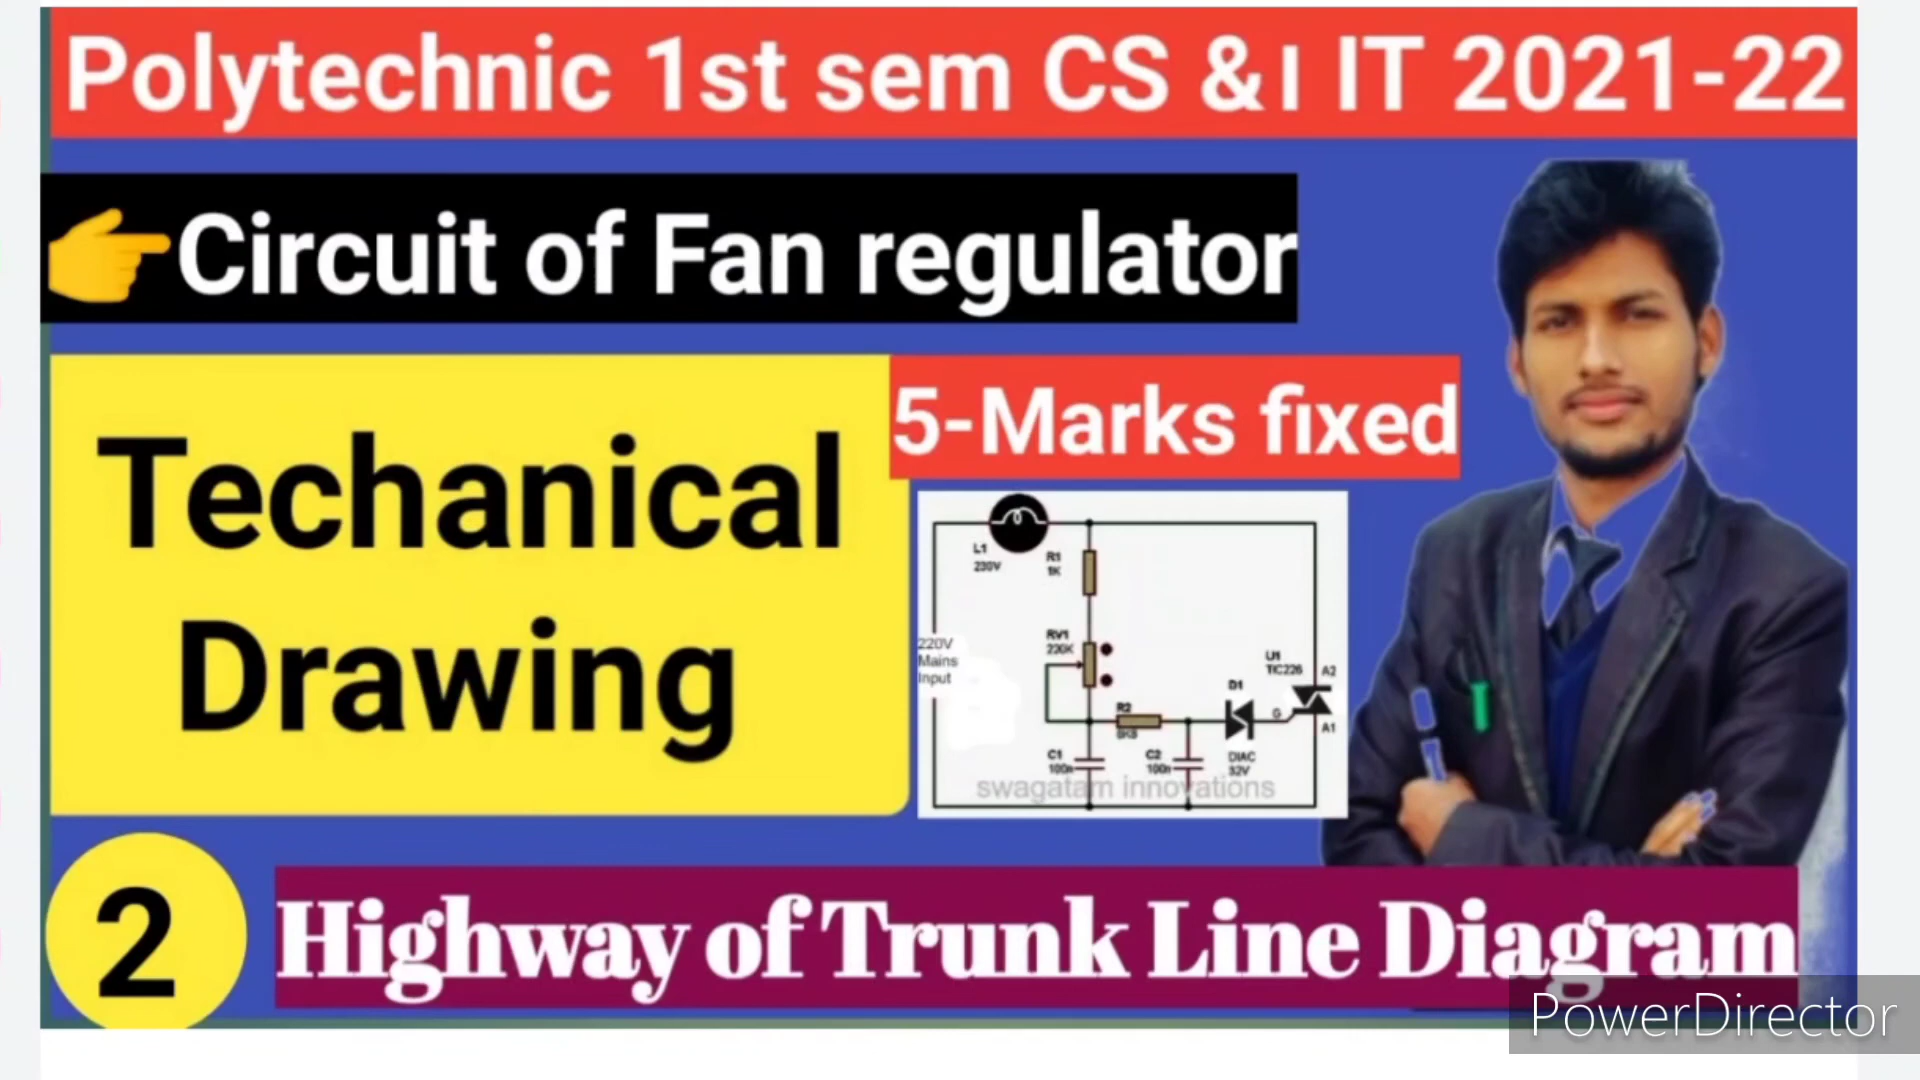 Polytechnic 1st sem CS &। IT 2021-22
👉Circuit of Fan regulator
Techanical
Drawing
5-Marks fixed
L1
230V
R1
1K
220V
Mains
Input
RV1
220K
U1
TIC226
A2
D1
G
A1
R2
C1
100n
C2
100n
DIAC
32V
swagatam innovations
2
Highway of Trunk Line Diagram
PowerDirector